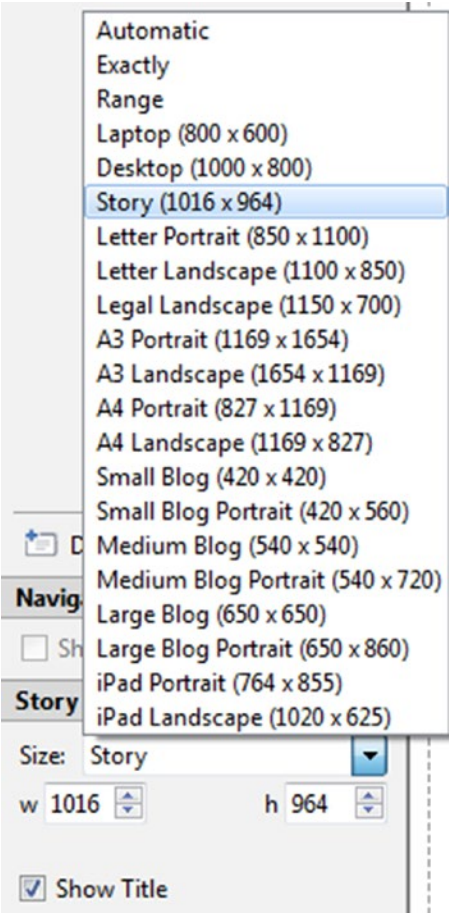 Automatic
Exactly
Range
Laptop (800 x 600)
Desktop (1000 x 800)
Story (1016 x 964)
Letter Portrait (850 x 1100)
Letter Landscape (1100 x 850)
Legal Landscape (1150 x 700)
A3 Portrait (1169 x 1654)
A3 Landscape (1654 x 1169)
A4 Portrait (827 x 1169)
A4 Landscape (1169 x 827)
Small Blog (420 x 420)
Small Blog Portrait (420 x 560)
D Medium Blog (540 x 540)
Medium Blog Portrait (540 x 720)
Navig
Large Blog (650 x 650)
Sh Large Blog Portrait (650 x 860)
iPad Portrait (764 x 855)
Story
iPad Landscape (1020 x 625)
Size: Story
w 1016 h 964
Show Title